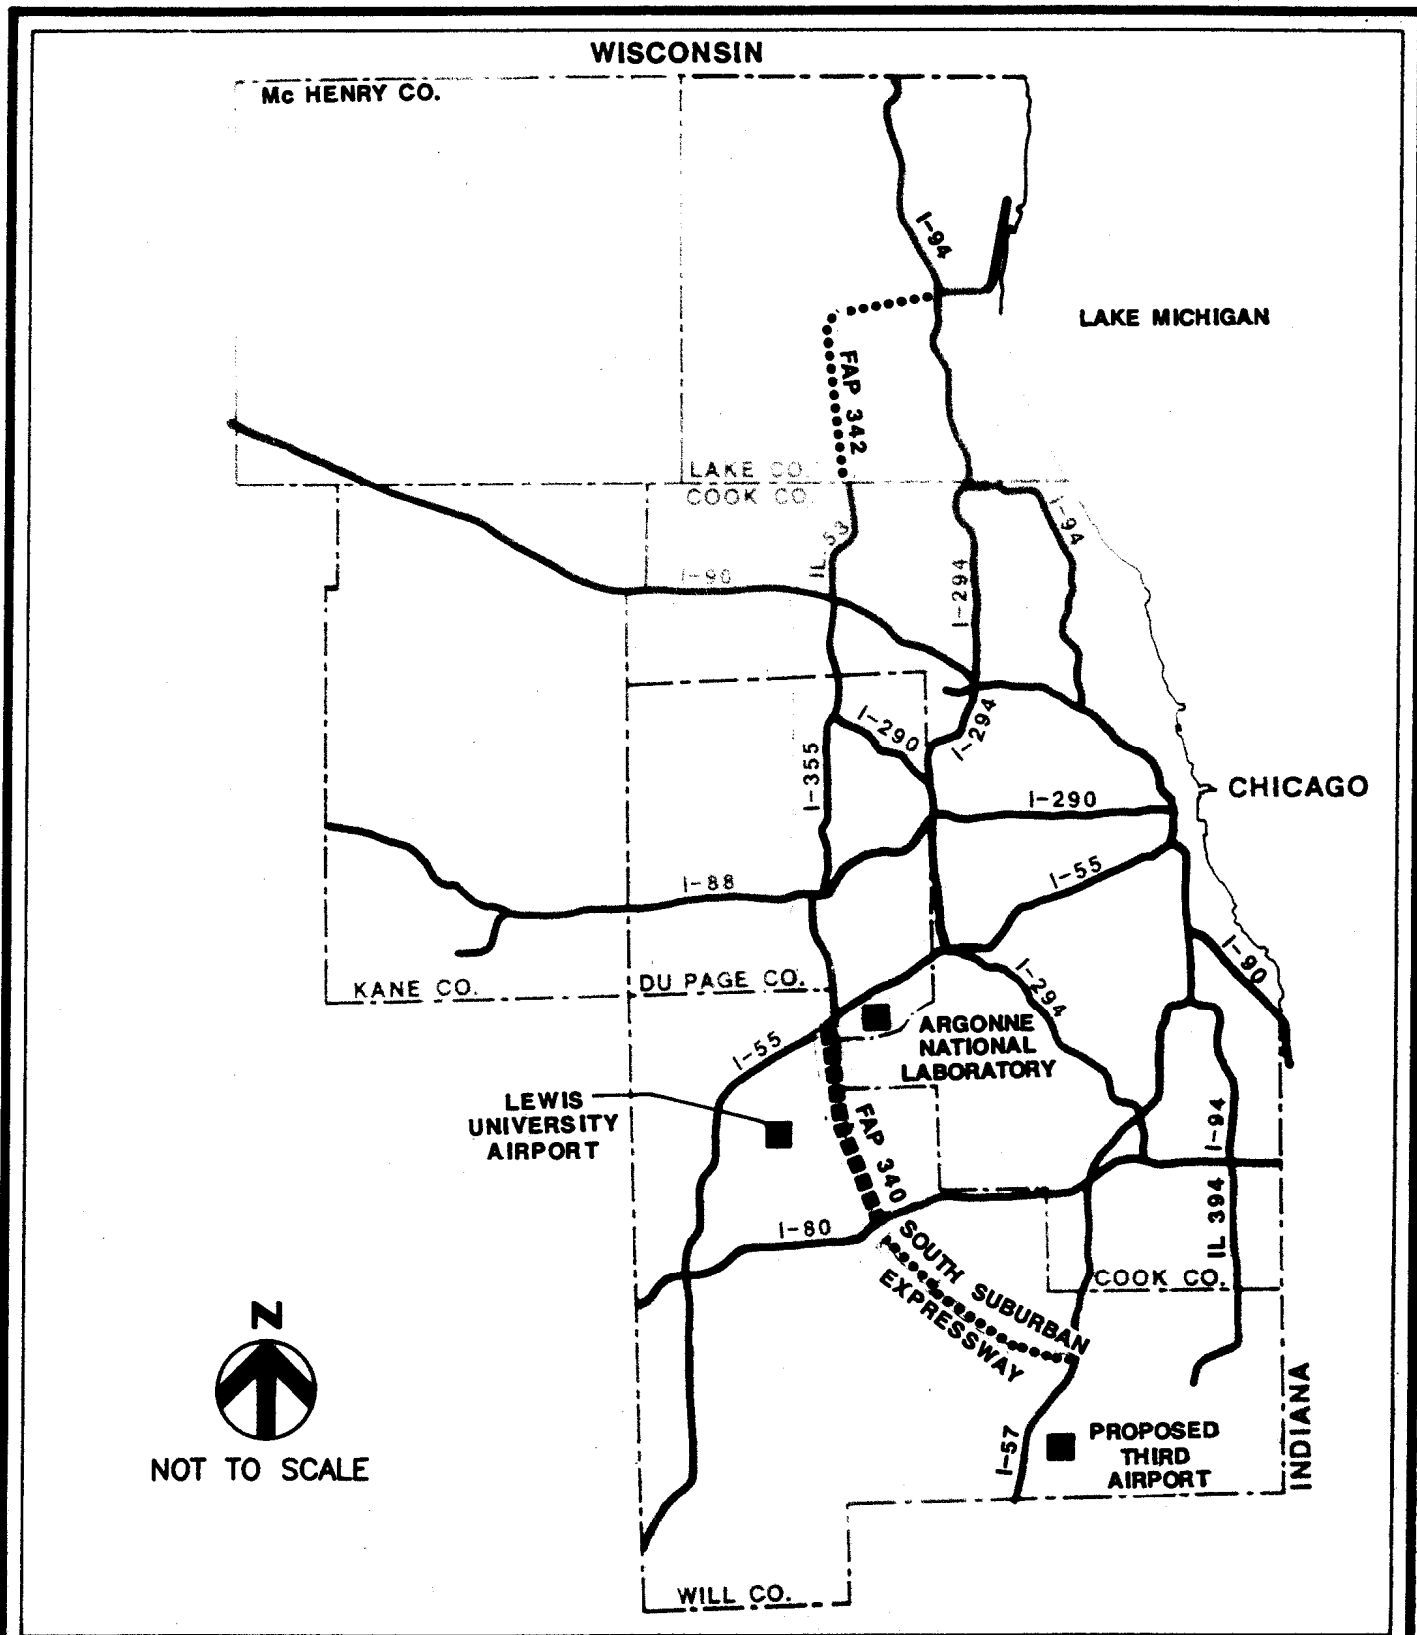 WISCONSIN
Mc HENRY CO.
I-94
LAKE MICHIGAN
FAP 342
LAKE CO.
COOK CO.
I-94
IL. 53
I-90
I-294
I-290
I-294
I-355
CHICAGO
I-290
I-55
I-88
I-90
KANE CO.
DU PAGE CO.
I-294
ARGONNE
NATIONAL
LABORATORY
I-55
LEWIS
UNIVERSITY
AIRPORT
FAP 340
I-94
I-80
IL 394
SOUTH SUBURBAN
EXPRESSWAY
COOK CO.
N
NOT TO SCALE
I-57
PROPOSED
THIRD
AIRPORT
INDIANA
WILL CO.